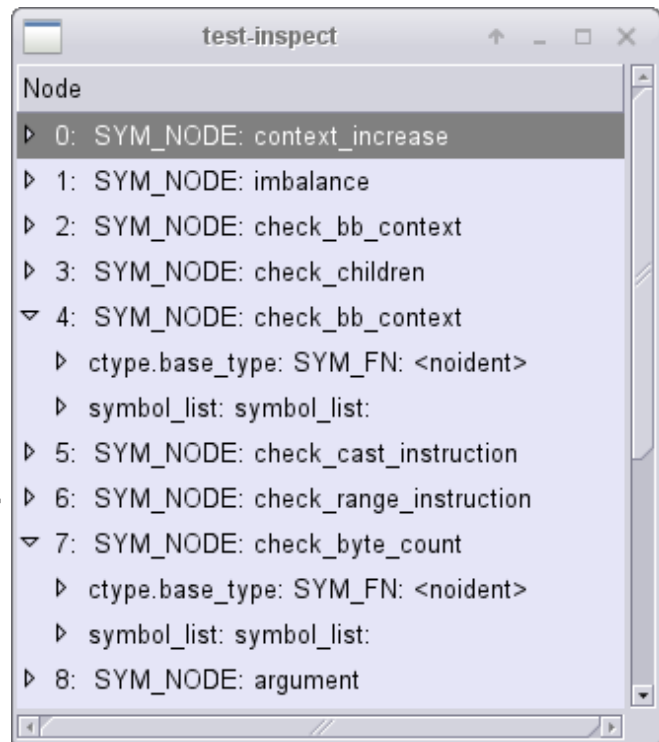 test-inspect
Node
0: SYM_NODE: context_increase
1: SYM_NODE: imbalance
2: SYM_NODE: check_bb_context
3: SYM_NODE: check_children
4: SYM_NODE: check_bb_context
ctype.base_type: SYM_FN: <noident>
symbol_list: symbol_list:
5: SYM_NODE: check_cast_instruction
6: SYM_NODE: check_range_instruction
7: SYM_NODE: check_byte_count
ctype.base_type: SYM_FN: <noident>
symbol_list: symbol_list:
8: SYM_NODE: argument